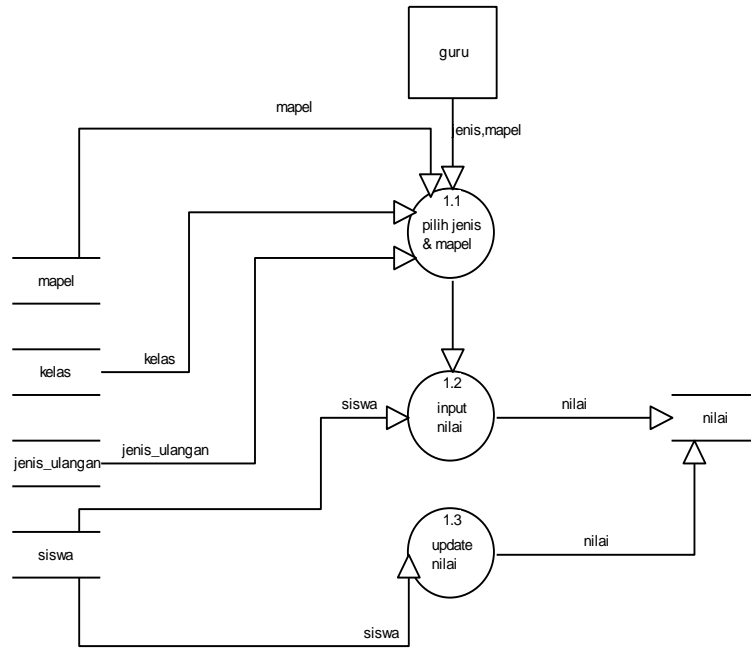 guru
mapel
jenis,mapel
1.1
pilih jenis
& mapel
mapel
kelas
kelas
1.2
input
nilai
siswa
nilai
nilai
jenis_ulangan
jenis_ulangan
1.3
update
nilai
nilai
siswa
siswa